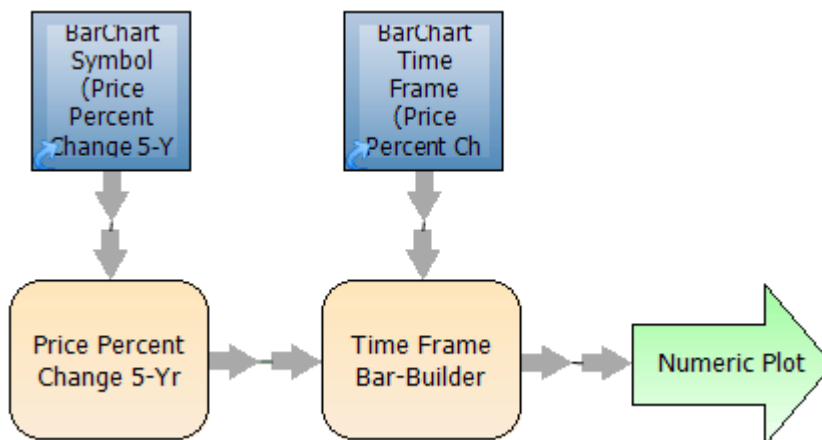 BarChart
Symbol
(Price
Percent
Change 5-Y
BarChart
Time
Frame
(Price
Percent Ch
Price Percent
Change 5-Yr
Time Frame
Bar-Builder
Numeric Plot